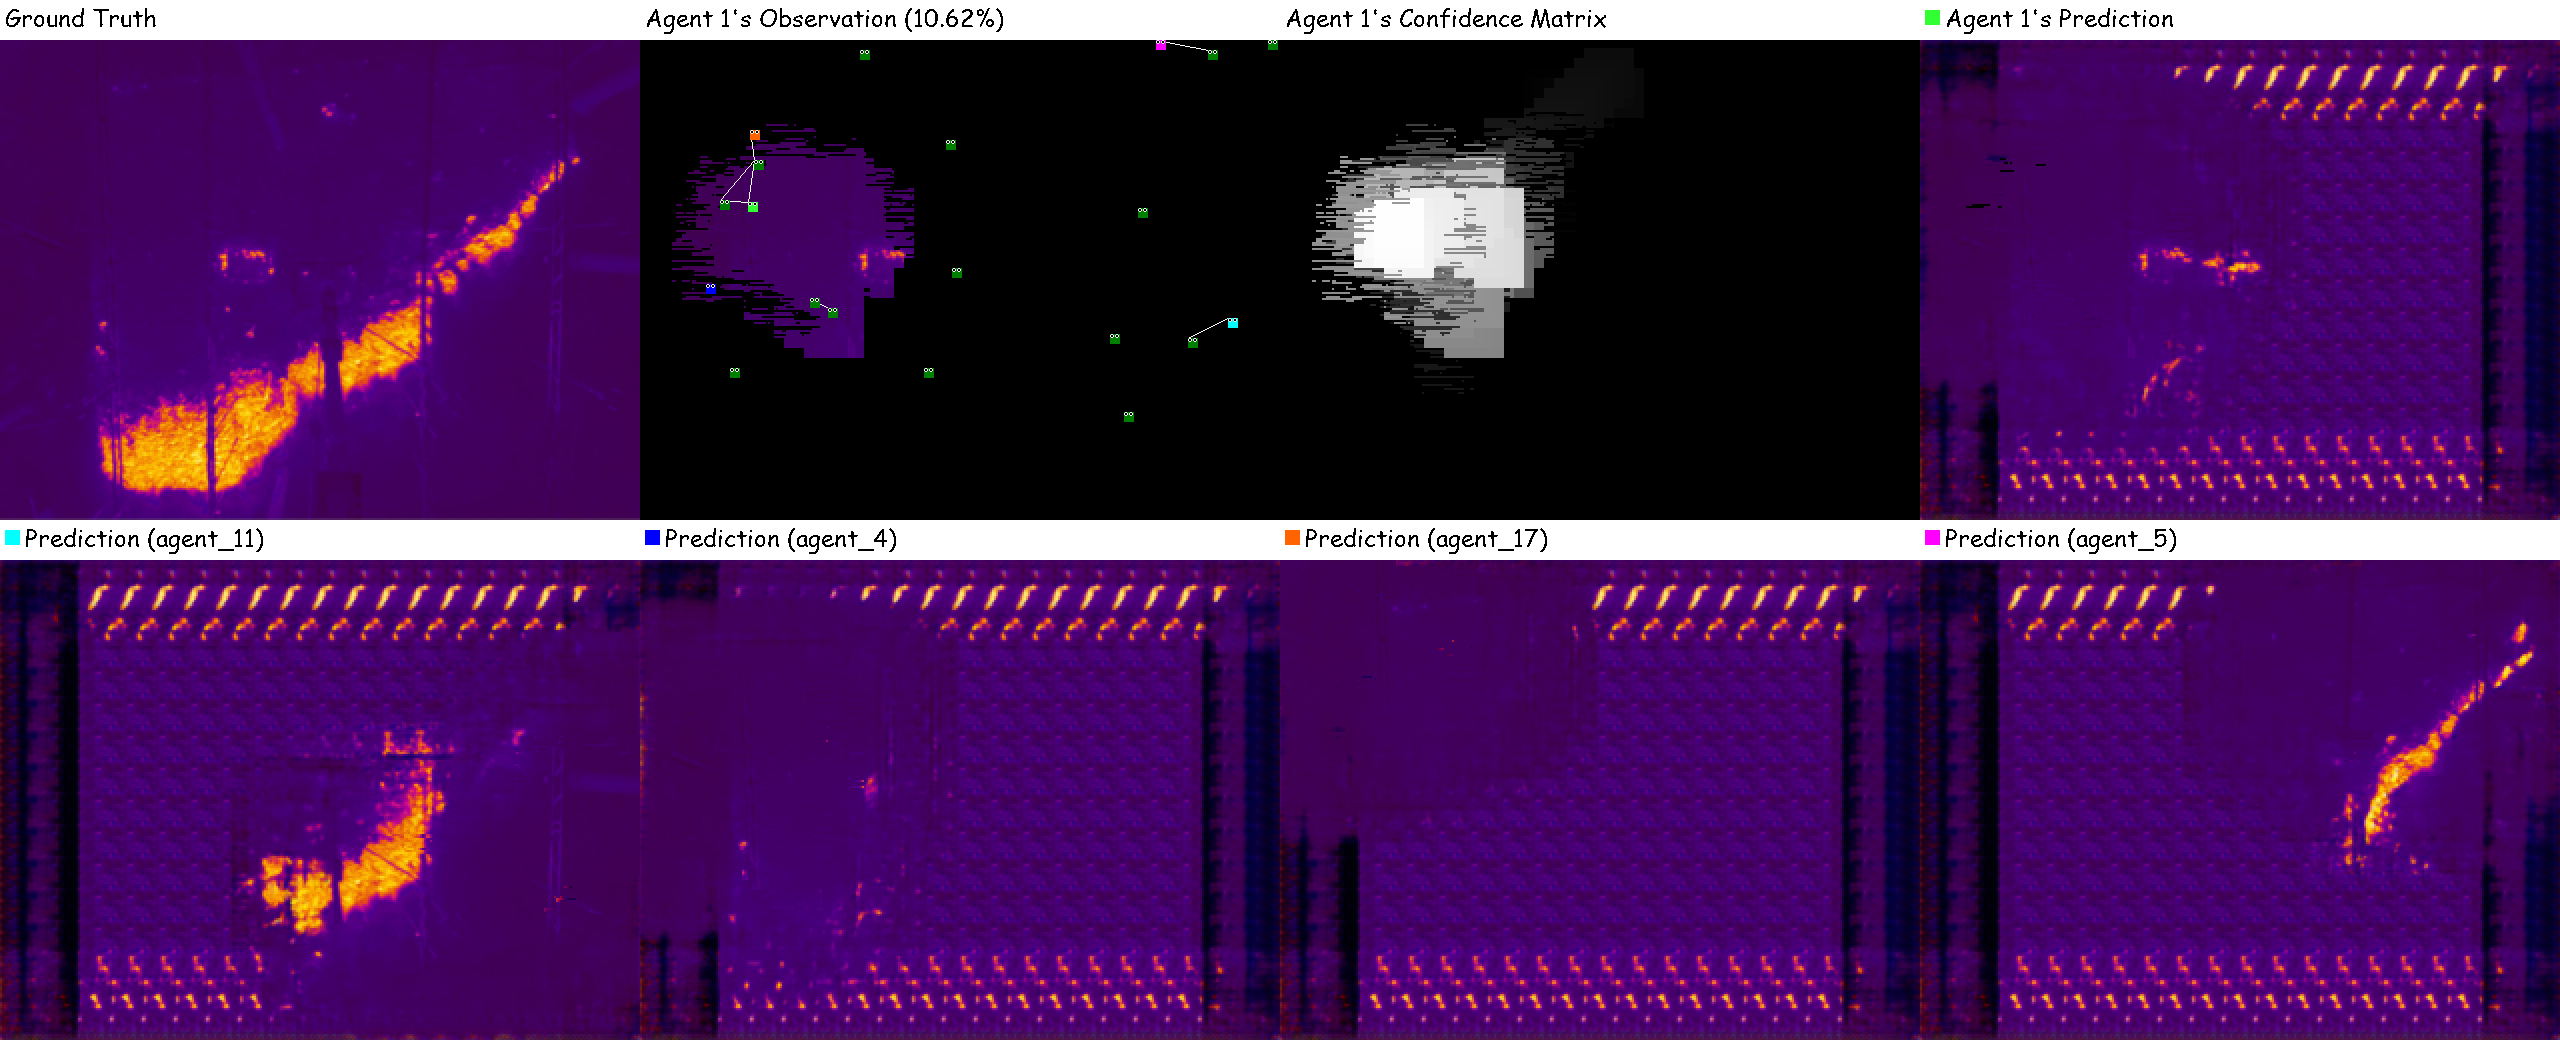 Ground Truth
Agent 1's Observation (10.62%)
Agent 1's Confidence Matrix
Agent 1's Prediction
Prediction (agent_11)
Prediction (agent_4)
Prediction (agent_17)
Prediction (agent_5)